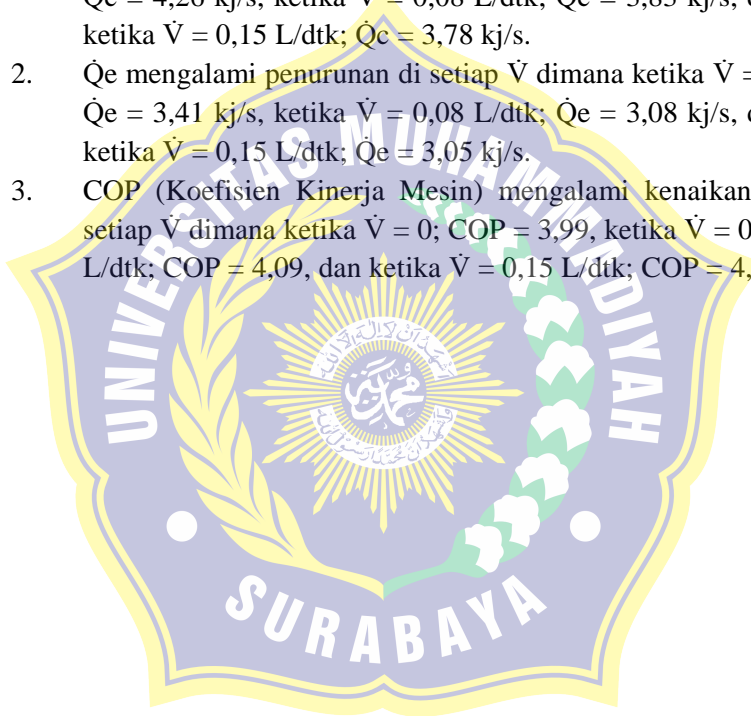 Q̇c = 4,26 kj/s, ketika V̇ = 0,08 L/dtk; Q̇c = 3,83 kj/s,
ketika V̇ = 0,15 L/dtk; Q̇c = 3,78 kj/s.
2. Q̇e mengalami penurunan di setiap V̇ dimana ketika V̇ =
Q̇e = 3,41 kj/s, ketika V̇ = 0,08 L/dtk; Q̇e = 3,08 kj/s,
ketika V̇ = 0,15 L/dtk; Q̇e = 3,05 kj/s.
3. COP (Koefisien Kinerja Mesin) mengalami kenaikan
setiap V̇ dimana ketika V̇ = 0; COP = 3,99, ketika V̇ = 0
L/dtk; COP = 4,09, dan ketika V̇ = 0,15 L/dtk; COP = 4,
UNIVERSITAS MUHAMMADIYAH
محمدية
SURABAYA